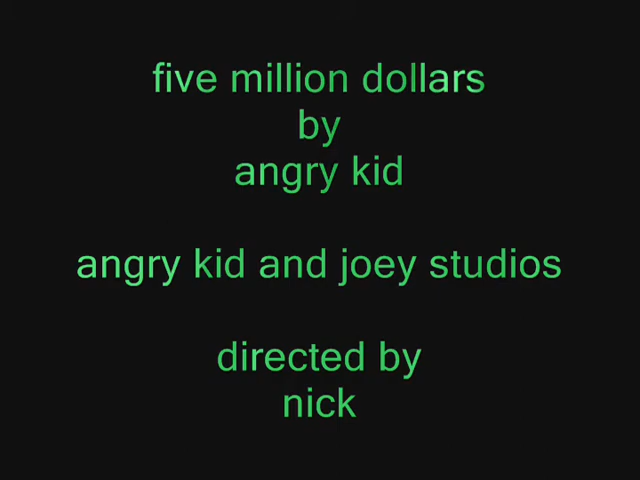 five million dollars
by
angry kid
angry kid and joey studios
directed by
nick